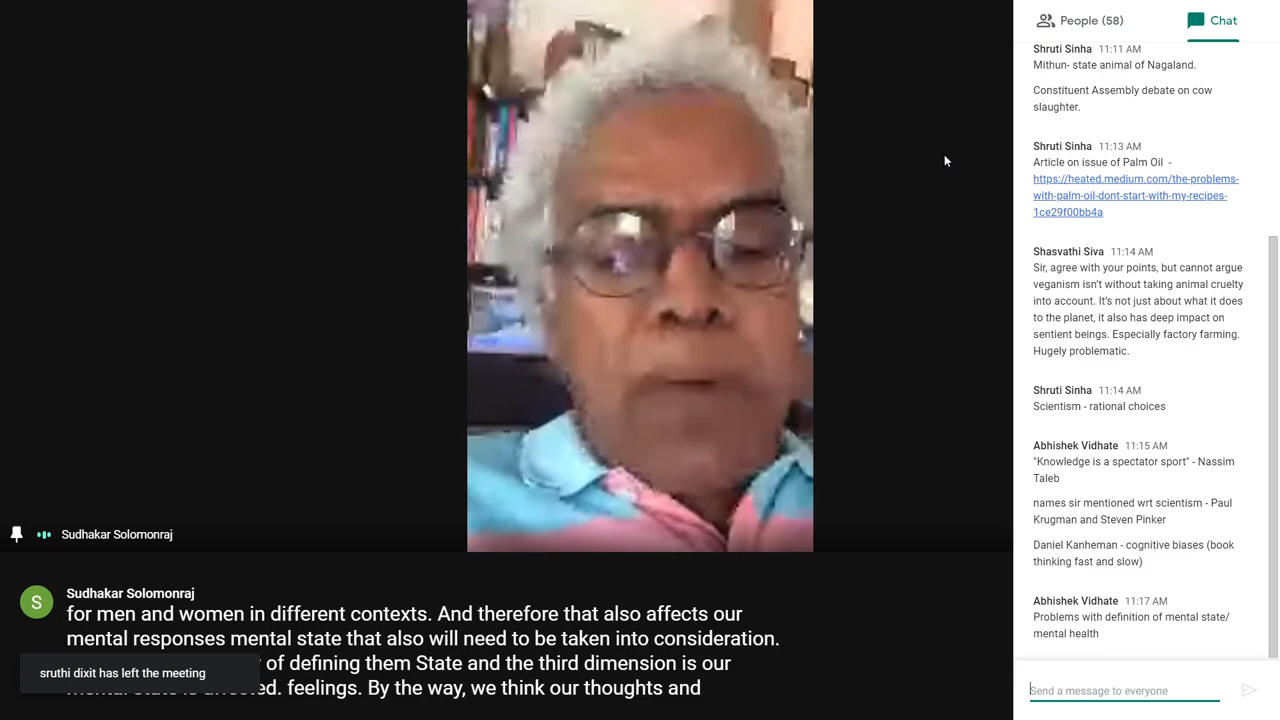 People (58)
Chat
Shruti Sinha 11:11 AM
Mithun- state animal of Nagaland.
Constituent Assembly debate on cow
slaughter.
Shruti Sinha 11:13 AM
Article on issue of Palm Oil -
https://heated.medium.com/the-problems-
with-palm-oil-dont-start-with-my-recipes-
1ce29f00bb4a
Shasvathi Siva 11:14 AM
Sir, agree with your points, but cannot argue
veganism isn't without taking animal cruelty
into account. It's not just about what it does
to the planet, it also has deep impact on
sentient beings. Especially factory farming.
Hugely problematic.
Shruti Sinha 11:14 AM
Scientism - rational choices
Abhishek Vidhate 11:15 AM
"Knowledge is a spectator sport" - Nassim
Taleb
names sir mentioned wrt scientism - Paul
Krugman and Steven Pinker
Daniel Kanheman - cognitive biases (book
thinking fast and slow)
Abhishek Vidhate 11:17 AM
Problems with definition of mental state/
mental health
Send a message to everyone
Sudhakar Solomonraj
S
Sudhakar Solomonraj
for men and women in different contexts. And therefore that also affects our
mental responses mental state that also will need to be taken into consideration.
of defining them State and the third dimension is our
feelings. By the way, we think our thoughts and
sruthi dixit has left the meeting